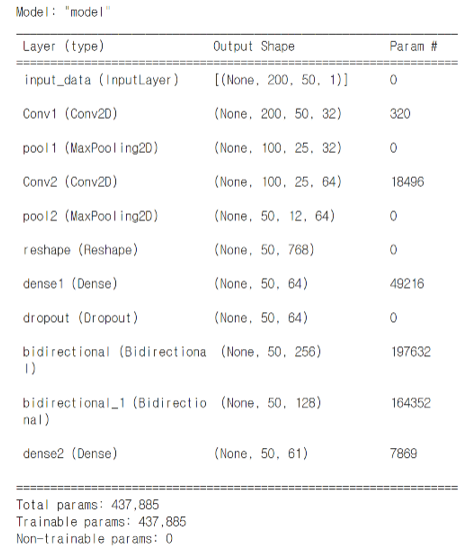 Model: "model"
Layer (type) Output Shape Param #
input_data (InputLayer) [(None, 200, 50, 1)] 0
Conv1 (Conv2D) (None, 200, 50, 32) 320
pool1 (MaxPooling2D) (None, 100, 25, 32) 0
Conv2 (Conv2D) (None, 100, 25, 64) 18496
pool2 (MaxPooling2D) (None, 50, 12, 64) 0
reshape (Reshape) (None, 50, 768) 0
dense1 (Dense) (None, 50, 64) 49216
dropout (Dropout) (None, 50, 64) 0
bidirectional (Bidirectiona (None, 50, 256) 197632
l)
bidirectional_1 (Bidirectio (None, 50, 128) 164352
nal)
dense2 (Dense) (None, 50, 61) 7869
Total params: 437,885
Trainable params: 437,885
Non-trainable params: 0